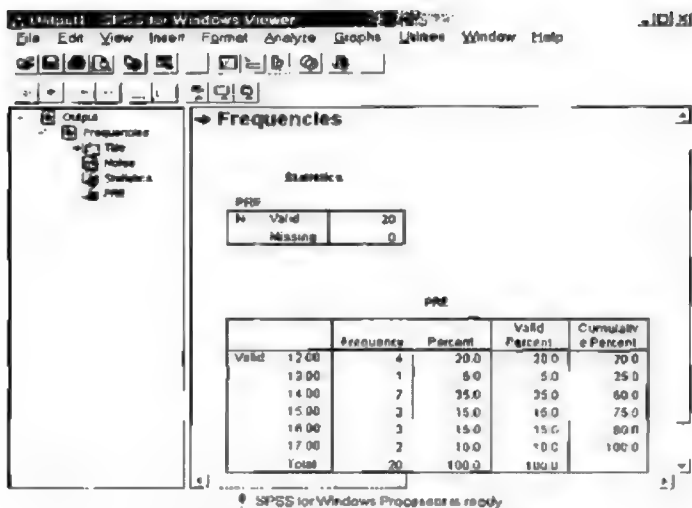 Output1 - SPSS for Windows Viewer
File Edit View Insert Format Analyze Graphs Utilities Window Help
Output
Frequencies
Title
Notes
Statistics
PRE
Frequencies
Statistics
PRE
N Valid 20
Missing 0
PRE
Frequency Percent Valid Percent Cumulativ e Percent
Valid 12.00 4 20.0 20.0 20.0
13.00 1 5.0 5.0 25.0
14.00 7 35.0 35.0 60.0
15.00 3 15.0 15.0 75.0
16.00 3 15.0 15.0
17.00 2 10.0 10.0 100.0
Total 20 100.0 100.0
SPSS for Windows Processor is ready